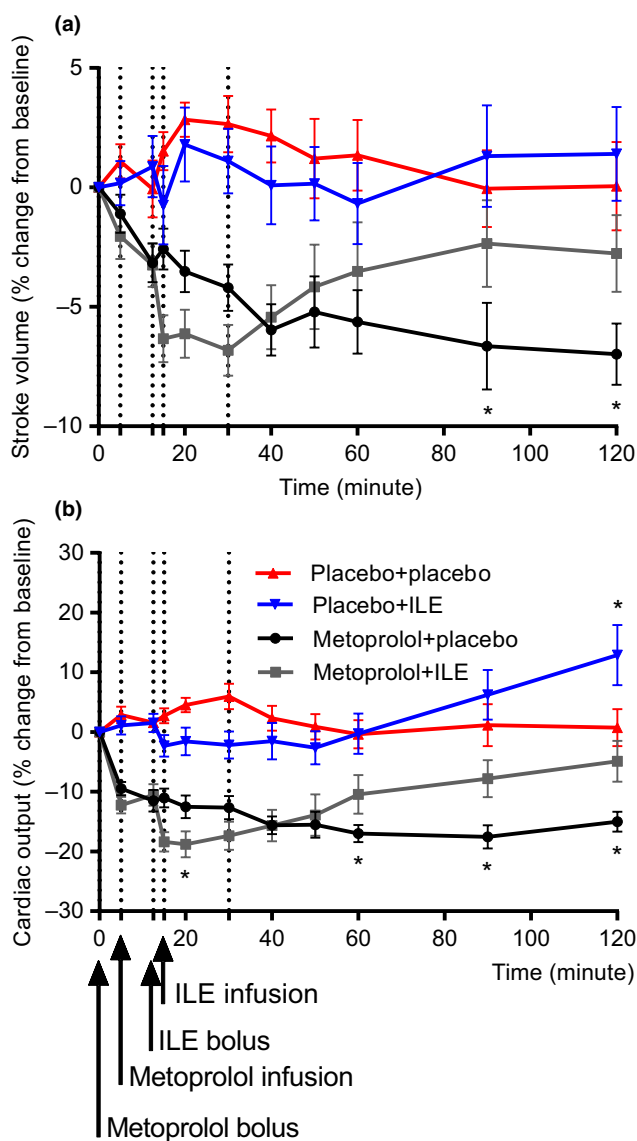 (a)
Stroke volume (% change from baseline)
5
0
–5
–10
* *
0 20 40 60 80 100 120
Time (minute)
(b)
Cardiac output (% change from baseline)
30
20
10
0
–10
–20
–30
Placebo+placebo
Placebo+ILE
Metoprolol+placebo
Metoprolol+ILE
*
* * * *
0 20 40 60 80 100 120
Time (minute)
ILE infusion
ILE bolus
Metoprolol infusion
Metoprolol bolus